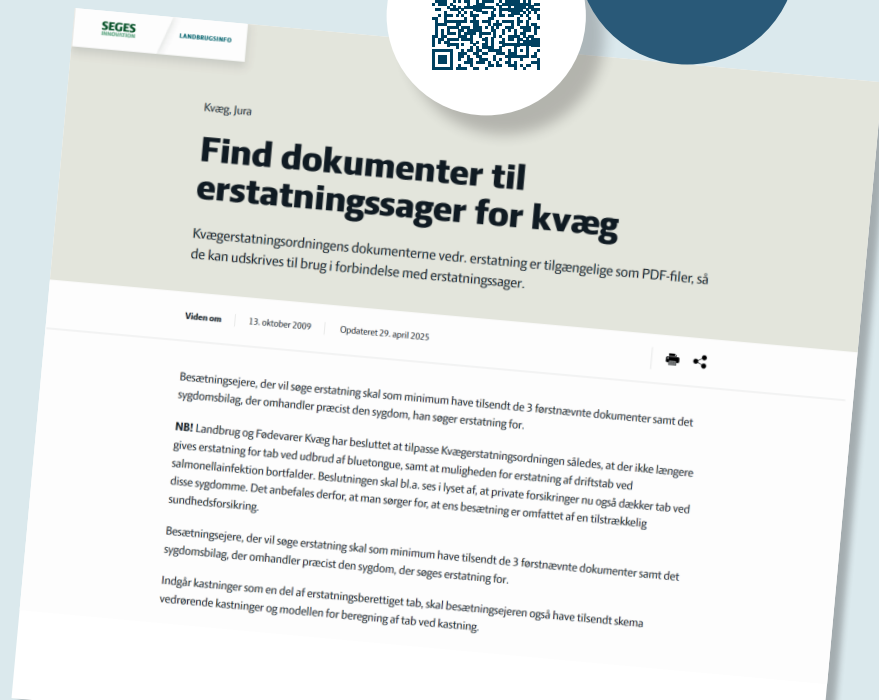 SEGES
INNOVATION
LANDBRUGSINFO
Kvæg, Jura
Find dokumenter til
erstatningssager for kvæg
Kvægerstatningsordningens dokumenterne vedr. erstatning er tilgængelige som PDF-filer, så
de kan udskrives til brug i forbindelse med erstatningssager.
Viden om
13. oktober 2009
Opdateret 29. april 2025
Besætningsejere, der vil søge erstatning skal som minimum have tilsendt de 3 førstnævnte dokumenter samt det
sygdomsbilag, der omhandler præcist den sygdom, han søger erstatning for.
NB! Landbrug og Fødevarer Kvæg har besluttet at tilpasse Kvægerstatningsordningen således, at der ikke længere
gives erstatning for tab ved udbrud af bluetongue, samt at muligheden for erstatning af driftstab ved
salmonellainfektion bortfalder. Beslutningen skal bl.a. ses i lyset af, at private forsikringer nu også dækker tab ved
disse sygdomme. Det anbefales derfor, at man sørger for, at ens besætning er omfattet af en tilstrækkelig
sundhedsforsikring.
Besætningsejere, der vil søge erstatning skal som minimum have tilsendt de 3 førstnævnte dokumenter samt det
sygdomsbilag, der omhandler præcist den sygdom, der søges erstatning for.
Indgår kastninger som en del af erstatningsberettiget tab, skal besætningsejeren også have tilsendt skema
vedrørende kastninger og modellen for beregning af tab ved kastning.